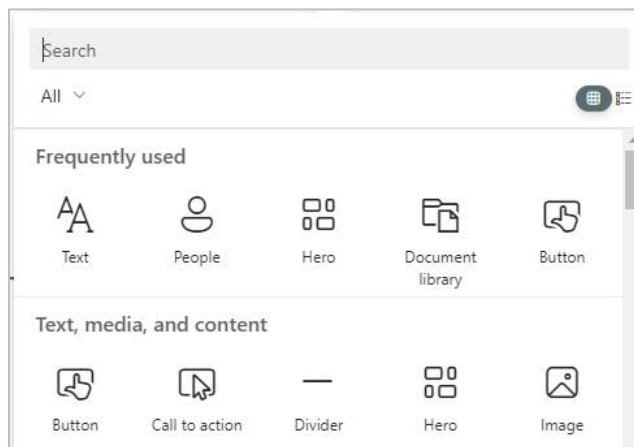 Search
All
Frequently used
Text People Hero Document library Button
Text, media, and content
Button Call to action Divider Hero Image